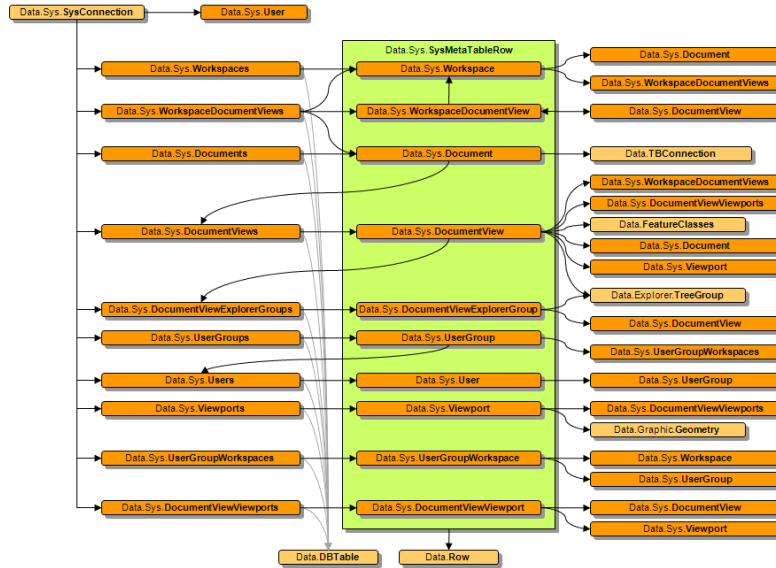 Data.Sys.SysConnection
Data.Sys.User
Data.Sys.SysMetaTableRow
Data.Sys.Workspaces
Data.Sys.Workspace
Data.Sys.Document
Data.Sys.WorkspaceDocumentViews
Data.Sys.WorkspaceDocumentViews
Data.Sys.WorkspaceDocumentView
Data.Sys.DocumentView
Data.Sys.Documents
Data.Sys.Document
Data.TBConnection
Data.Sys.WorkspaceDocumentViews
Data.Sys.DocumentViewViewports
Data.FeatureClasses
Data.Sys.DocumentViews
Data.Sys.DocumentView
Data.Sys.Document
Data.Sys.Viewport
Data.Explorer.TreeGroup
Data.Sys.DocumentViewExplorerGroups
Data.Sys.DocumentViewExplorerGroup
Data.Sys.DocumentView
Data.Sys.UserGroups
Data.Sys.UserGroup
Data.Sys.UserGroupWorkspaces
Data.Sys.Users
Data.Sys.User
Data.Sys.UserGroup
Data.Sys.Viewports
Data.Sys.Viewport
Data.Sys.DocumentViewViewports
Data.Graphic.Geometry
Data.Sys.UserGroupWorkspaces
Data.Sys.UserGroupWorkspace
Data.Sys.Workspace
Data.Sys.UserGroup
Data.Sys.DocumentViewViewports
Data.Sys.DocumentViewViewport
Data.Sys.DocumentView
Data.Sys.Viewport
Data.DBTable
Data.Row